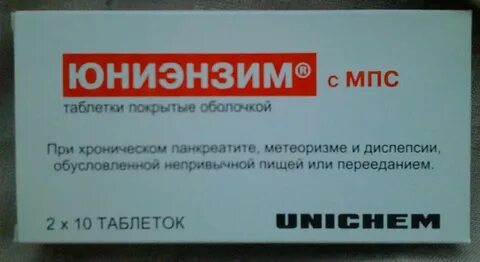 ЮНИЭНЗИМ® с МПС
таблетки покрытые оболочкой
При хроническом панкреатите, метеоризме и диспепсии,
обусловленной непривычной пищей или перееданием.
2 x 10 ТАБЛЕТОК UNICHEM